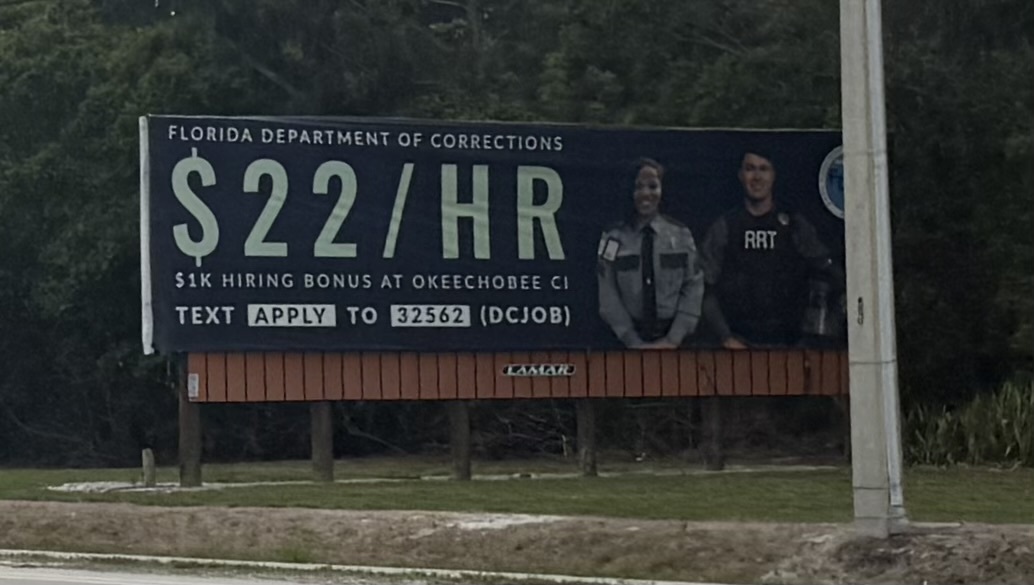 FLORIDA DEPARTMENT OF CORRECTIONS
$22/HR
$1K HIRING BONUS AT OKEECHOBEE CI
TEXT APPLY TO 32562 (DCJOB)
RRT
LAMAR